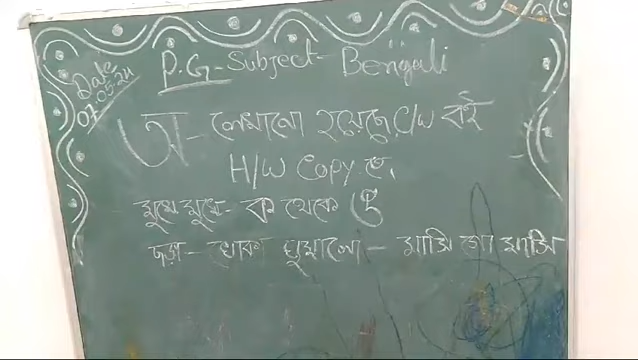 Date
07.05.24
P.G- Subject- Bengali
অ- লেখানো হয়েছে C/W বই
H/W Copy তে,
মুখে মুখে- ক থেকে ঁ
ছড়া- খোকা ঘুমালো- মাসি গো মাসি